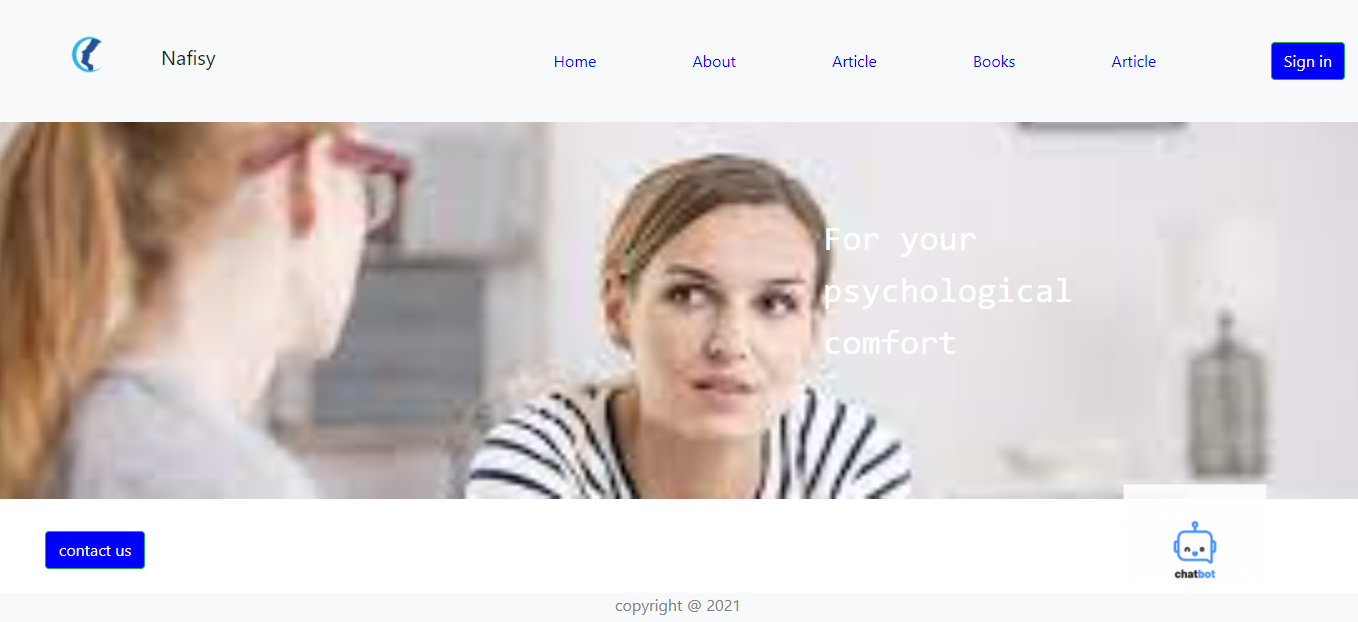 Nafisy
Home
About
Article
Books
Article
Sign in
For your
psychological
comfort
contact us
chatbot
copyright @ 2021